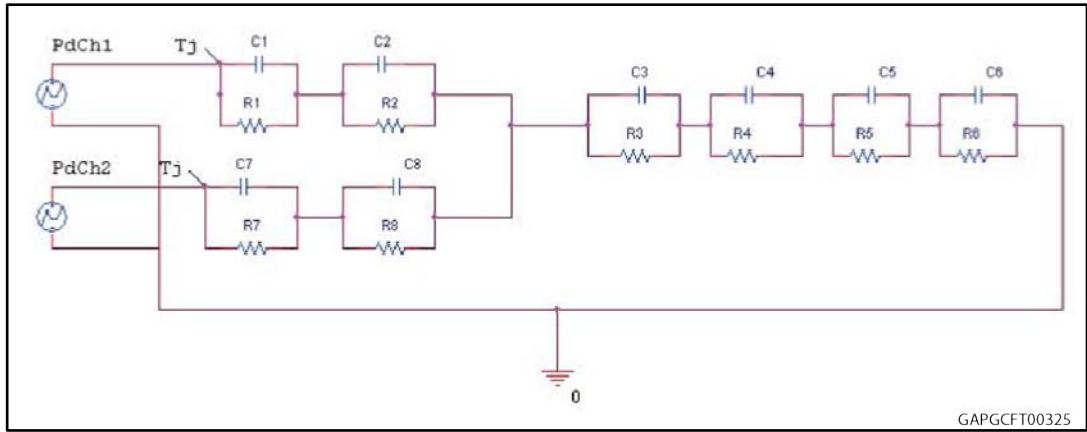 PdCh1
Tj
C1
C2
R1
R2
C3
C4
C5
C6
R3
R4
R5
R6
PdCh2
Tj
C7
C8
R7
R8
0
GAPGCFT00325